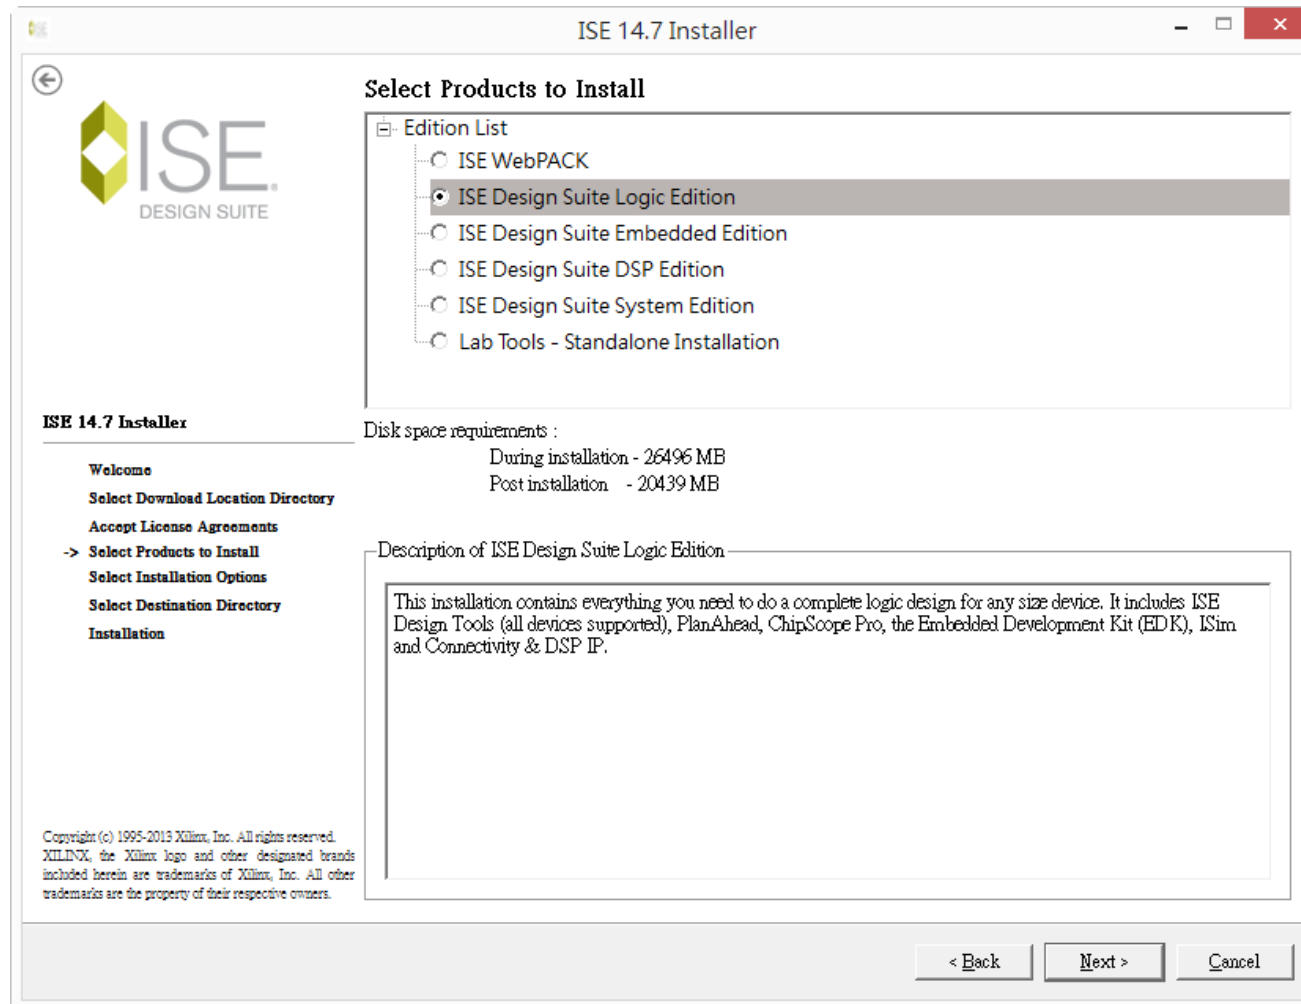 ISE 14.7 Installer
ISE
DESIGN SUITE
Select Products to Install
Edition List
ISE WebPACK
ISE Design Suite Logic Edition
ISE Design Suite Embedded Edition
ISE Design Suite DSP Edition
ISE Design Suite System Edition
Lab Tools - Standalone Installation
ISE 14.7 Installer
Welcome
Select Download Location Directory
Accept License Agreements
-> Select Products to Install
Select Installation Options
Select Destination Directory
Installation
Disk space requirements :
During installation - 26496 MB
Post installation - 20439 MB
Description of ISE Design Suite Logic Edition
This installation contains everything you need to do a complete logic design for any size device. It includes ISE
Design Tools (all devices supported), PlanAhead, ChipScope Pro, the Embedded Development Kit (EDK), ISim
and Connectivity & DSP IP.
Copyright (c) 1995-2013 Xilinx, Inc. All rights reserved.
XILINX, the Xilinx logo and other designated brands
included herein are trademarks of Xilinx, Inc. All other
trademarks are the property of their respective owners.
< Back
Next >
Cancel